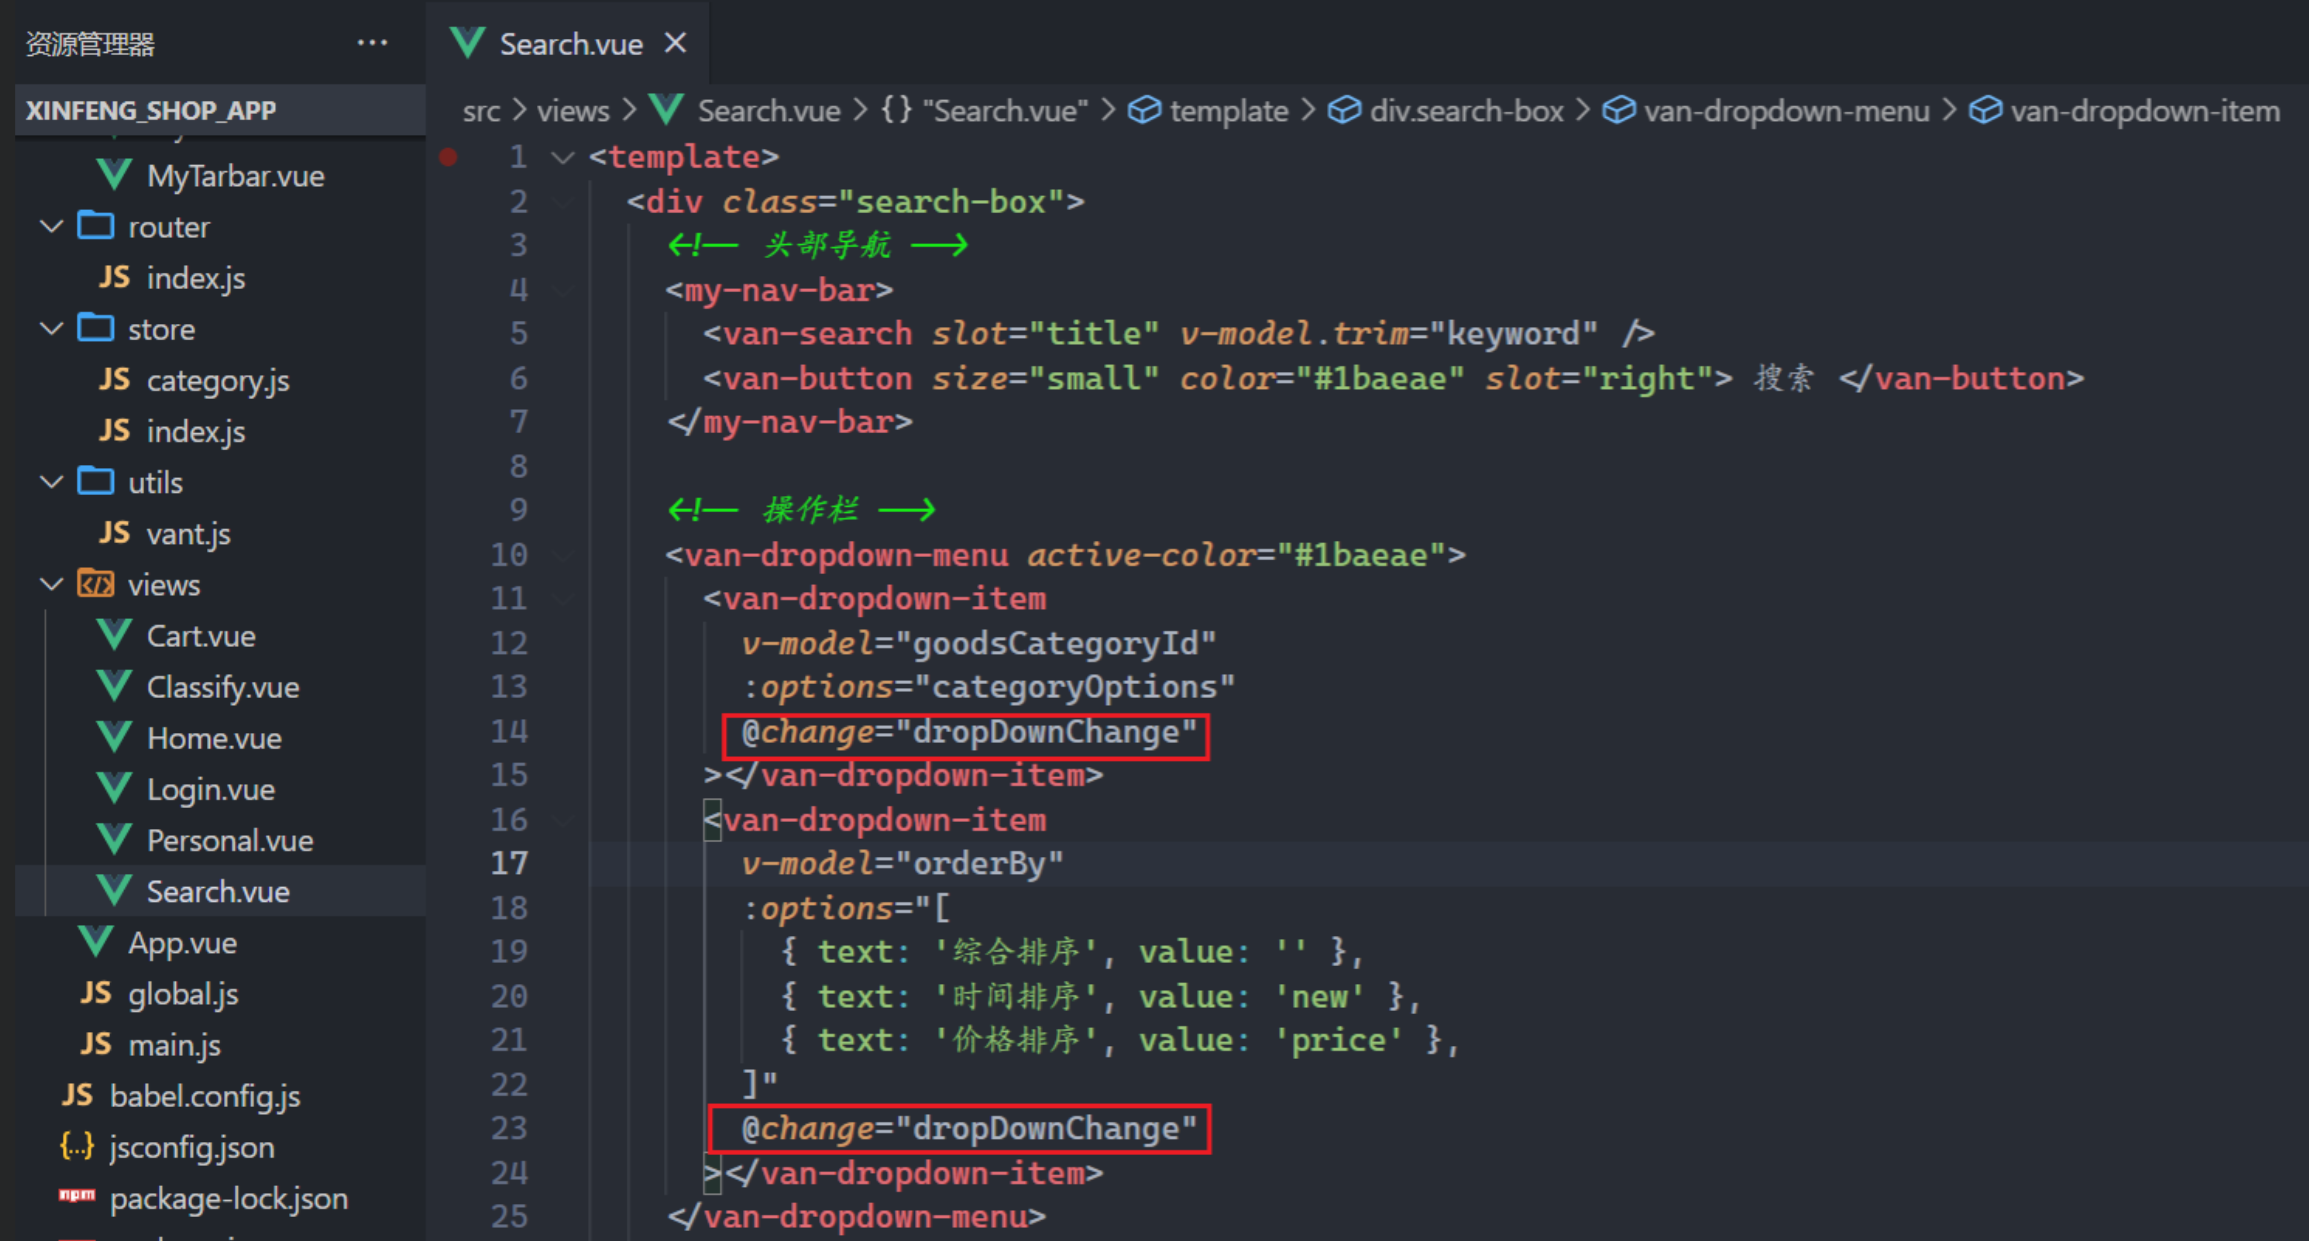 资源管理器 ···
Search.vue ×
XINFENG_SHOP_APP
src > views > Search.vue > {} "Search.vue" > template > div.search-box > van-dropdown-menu > van-dropdown-item
MyTarbar.vue
router
JS index.js
store
JS category.js
JS index.js
utils
JS vant.js
views
Cart.vue
Classify.vue
Home.vue
Login.vue
Personal.vue
Search.vue
App.vue
JS global.js
JS main.js
JS babel.config.js
{..} jsconfig.json
npm package-lock.json
1 <template>
2 <div class="search-box">
3 <!-- 头部导航 -->
4 <my-nav-bar>
5 <van-search slot="title" v-model.trim="keyword" />
6 <van-button size="small" color="#1baeae" slot="right"> 搜索 </van-button>
7 </my-nav-bar>
8
9 <!-- 操作栏 -->
10 <van-dropdown-menu active-color="#1baeae">
11 <van-dropdown-item
12 v-model="goodsCategoryId"
13 :options="categoryOptions"
14 @change="dropDownChange"
15 ></van-dropdown-item>
16 <van-dropdown-item
17 v-model="orderBy"
18 :options="[
19 { text: '综合排序', value: '' },
20 { text: '时间排序', value: 'new' },
21 { text: '价格排序', value: 'price' },
22 ]"
23 @change="dropDownChange"
24 ></van-dropdown-item>
25 </van-dropdown-menu>